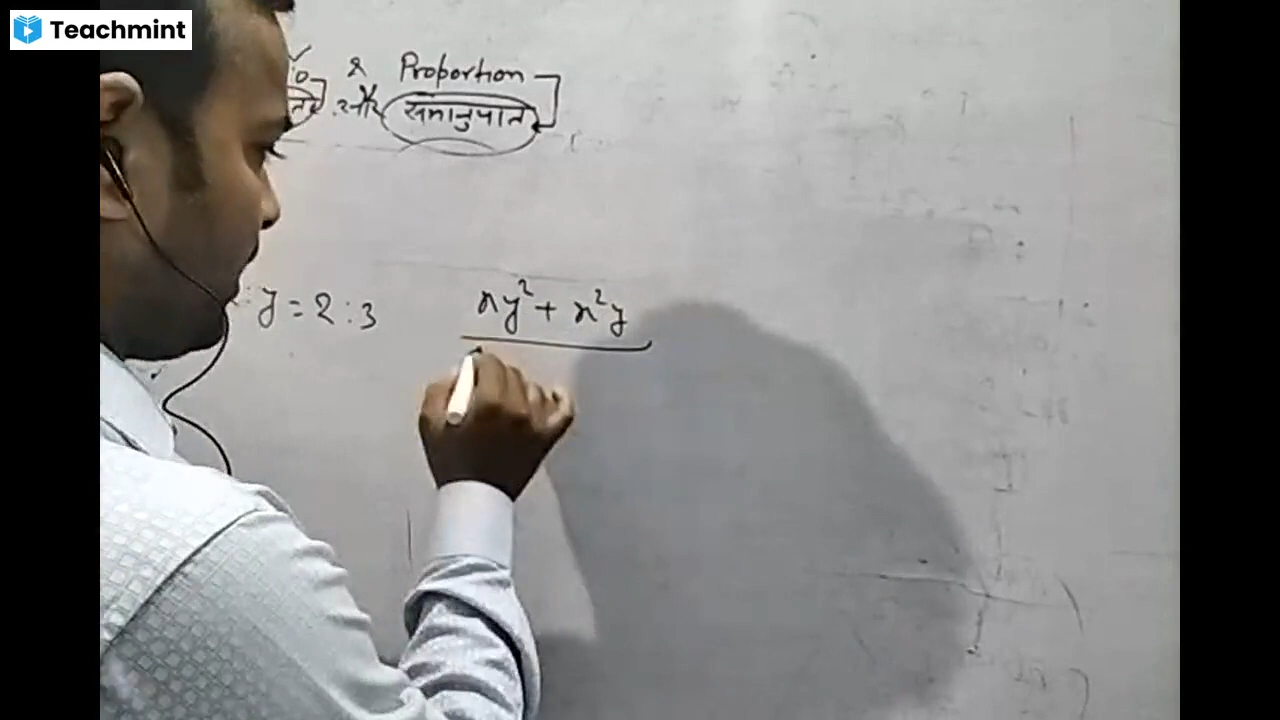 Teachmint
& Proportion
और समानुपात
y = 2 : 3
xy² + x²y